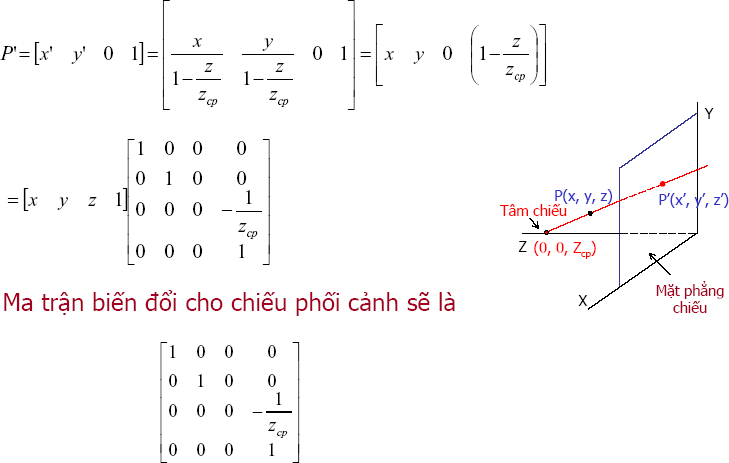 P' = [x' y' 0 1] = [x/(1 - z/z_cp) y/(1 - z/z_cp) 0 1] = [x y 0 (1 - z/z_cp)]
= [x y z 1] [1 0 0 0
0 1 0 0
0 0 0 -1/z_cp
0 0 0 1]
Y
P(x, y, z)
P’(x’, y’, z’)
Tâm chiếu
Z (0, 0, Z_cp)
X
Mặt phẳng
chiếu
Ma trận biến đổi cho chiếu phối cảnh sẽ là
[1 0 0 0
0 1 0 0
0 0 0 -1/z_cp
0 0 0 1]